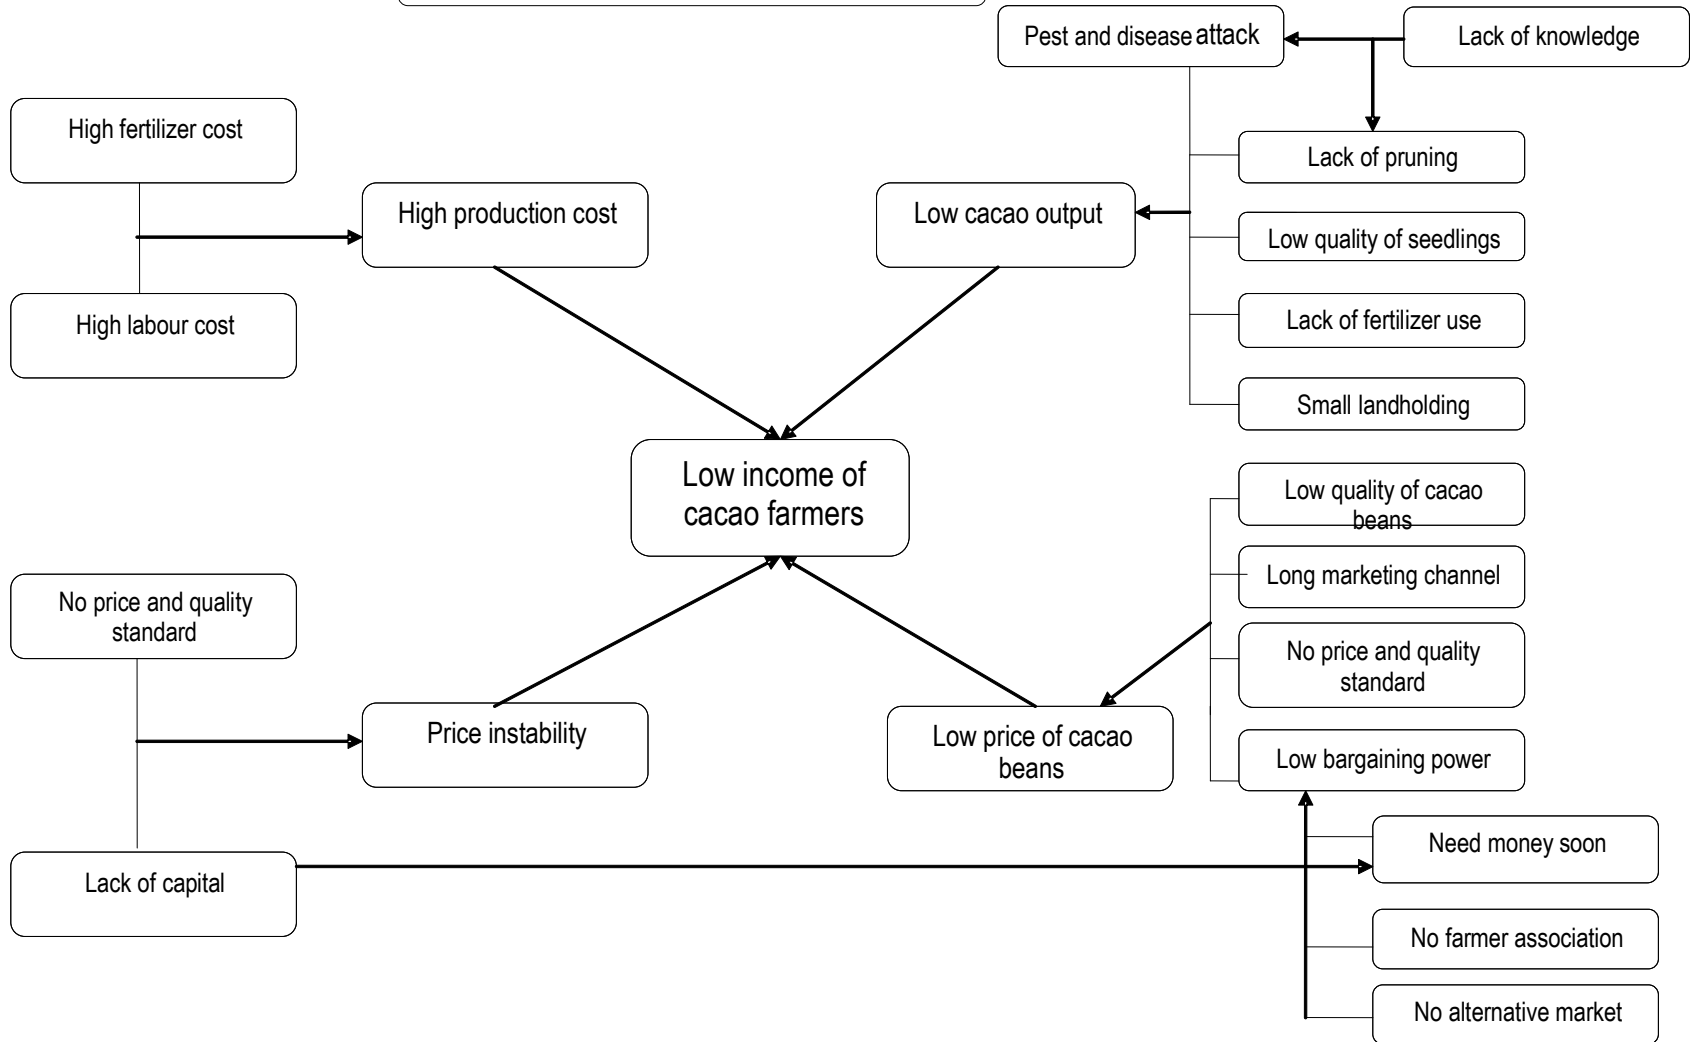 Pest and disease attack
Lack of knowledge
High fertilizer cost
Lack of pruning
High production cost
Low cacao output
Low quality of seedlings
High labour cost
Lack of fertilizer use
Small landholding
Low income of
cacao farmers
Low quality of cacao
beans
Long marketing channel
No price and quality
standard
No price and quality
standard
Price instability
Low price of cacao
beans
Low bargaining power
Need money soon
Lack of capital
No farmer association
No alternative market